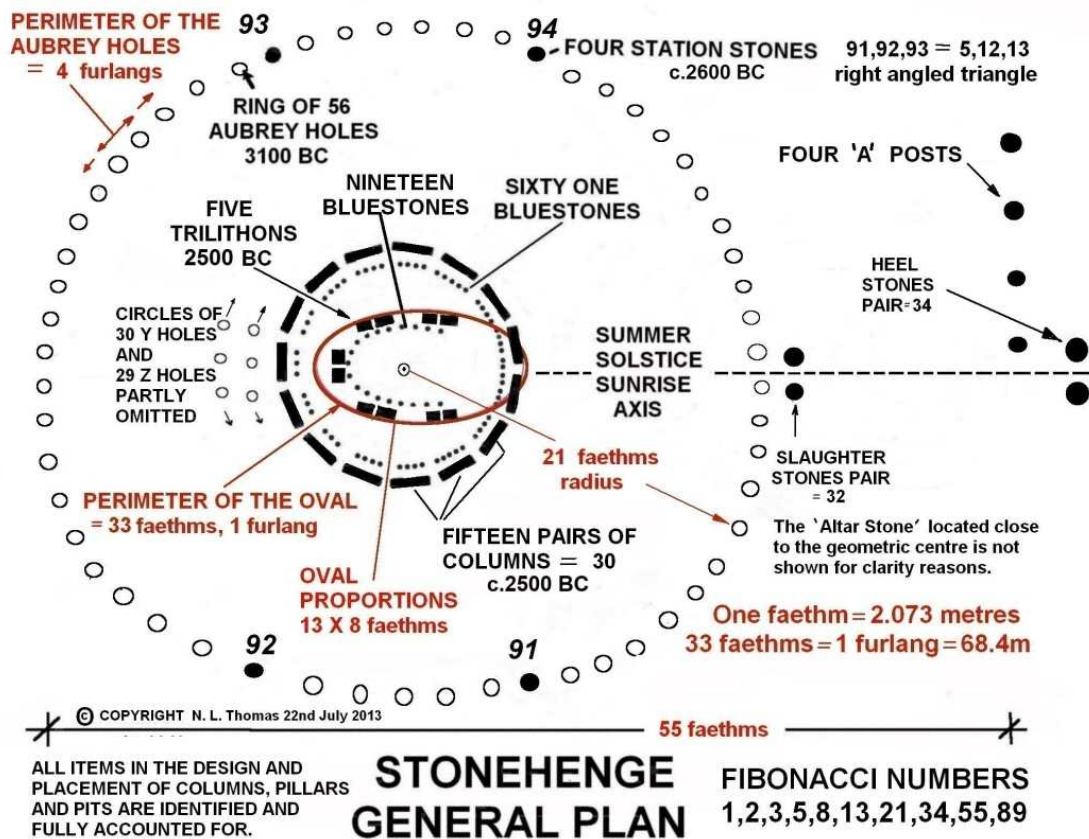 PERIMETER OF THE
AUBREY HOLES
= 4 furlangs
93
94
FOUR STATION STONES
c.2600 BC
91,92,93 = 5,12,13
right angled triangle
RING OF 56
AUBREY HOLES
3100 BC
FOUR 'A' POSTS
NINETEEN
BLUESTONES
SIXTY ONE
BLUESTONES
FIVE
TRILITHONS
2500 BC
HEEL
STONES
PAIR=34
CIRCLES OF
30 Y HOLES
AND
29 Z HOLES
PARTLY
OMITTED
SUMMER
SOLSTICE
SUNRISE
AXIS
21 faethms
radius
SLAUGHTER
STONES PAIR
= 32
PERIMETER OF THE OVAL
= 33 faethms, 1 furlang
The 'Altar Stone' located close
to the geometric centre is not
shown for clarity reasons.
FIFTEEN PAIRS OF
COLUMNS = 30
c.2500 BC
OVAL
PROPORTIONS
13 X 8 faethms
One faethm = 2.073 metres
33 faethms = 1 furlang = 68.4m
92
91
© COPYRIGHT N. L. Thomas 22nd July 2013
55 faethms
ALL ITEMS IN THE DESIGN AND
PLACEMENT OF COLUMNS, PILLARS
AND PITS ARE IDENTIFIED AND
FULLY ACCOUNTED FOR.
STONEHENGE
GENERAL PLAN
FIBONACCI NUMBERS
1,2,3,5,8,13,21,34,55,89